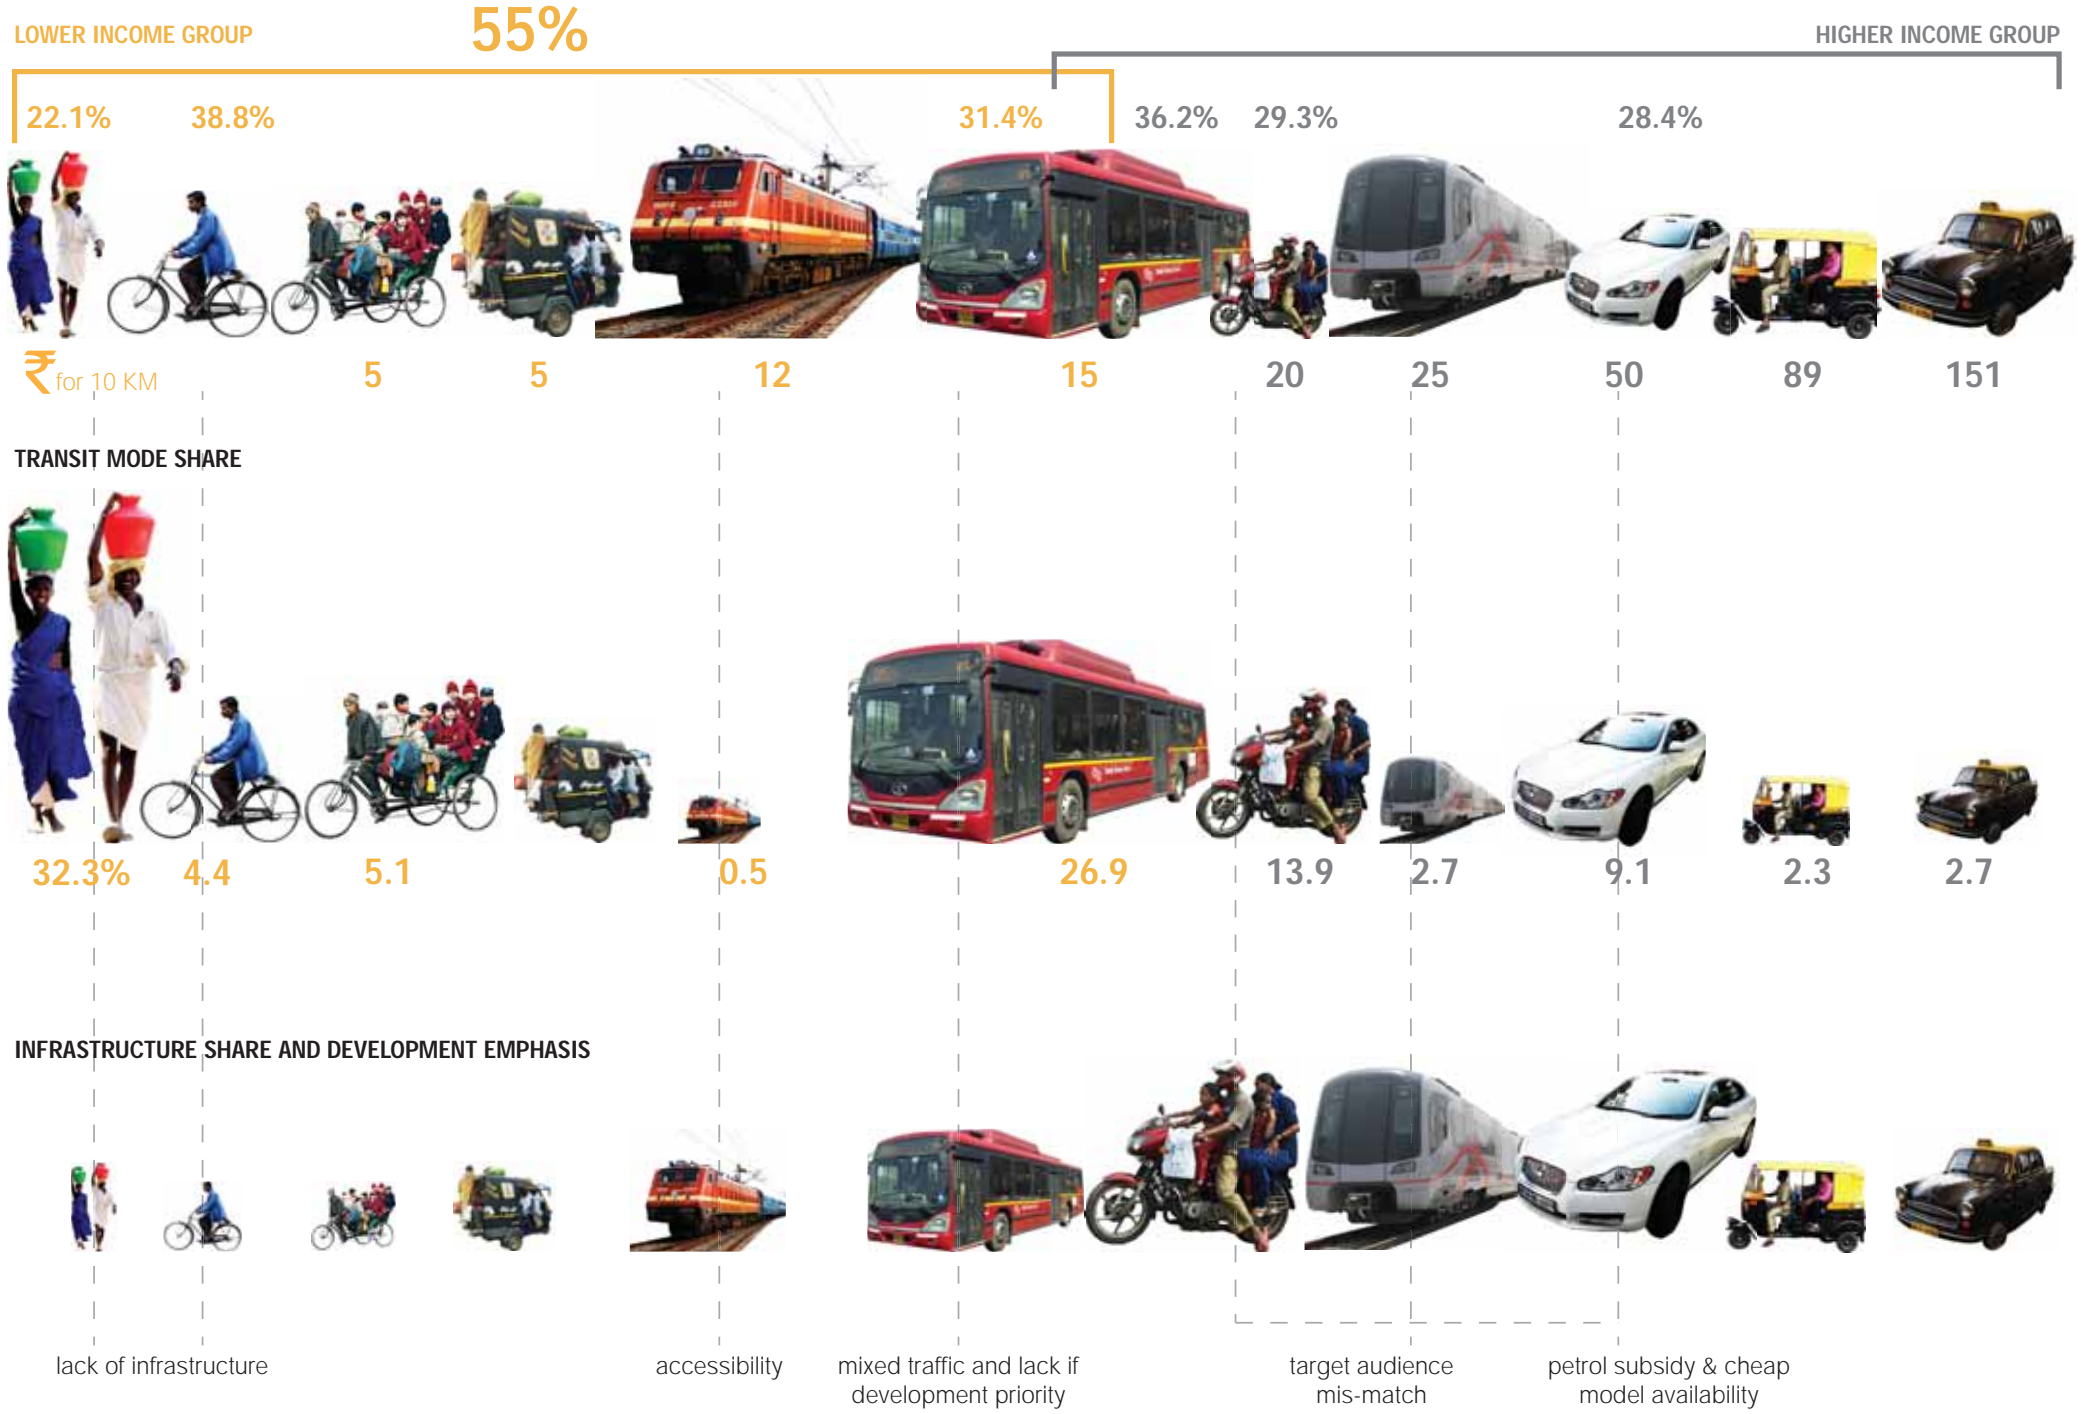 LOWER INCOME GROUP
55%
HIGHER INCOME GROUP
22.1% 38.8% 31.4% 36.2% 29.3% 28.4%
₹ for 10 KM 5 5 12 15 20 25 50 89 151
TRANSIT MODE SHARE
32.3% 4.4 5.1 0.5 26.9 13.9 2.7 9.1 2.3 2.7
INFRASTRUCTURE SHARE AND DEVELOPMENT EMPHASIS
lack of infrastructure
accessibility
mixed traffic and lack if
development priority
target audience
mis-match
petrol subsidy & cheap
model availability